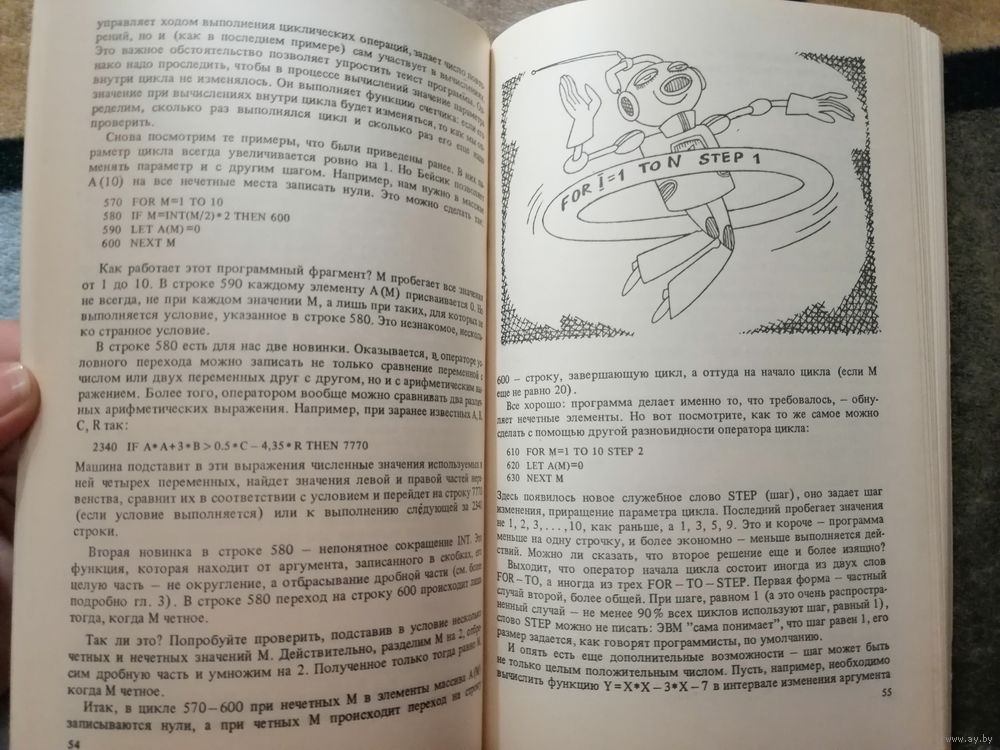 управляет ходом выполнения циклических операций, задает число повто-
рений, но и (как в последнем примере) сам участвует в вычислениях.
Это важное обстоятельство позволяет упростить текст программы. Од-
нако надо проследить, чтобы в процессе вычислений значение параметра
внутри цикла не изменялось. Он выполняет функцию счетчика: если его
значение при вычислениях внутри цикла будет изменяться, то как мы оп-
ределим, сколько раз выполнялся цикл и сколько раз его еще надо
проверить.
Снова посмотрим те примеры, что были приведены ранее. В них па-
раметр цикла всегда увеличивается ровно на 1. Но Бейсик позволяет
менять параметр и с другим шагом. Например, нам нужно в массиве
А(10) на все нечетные места записать нули. Это можно сделать так:
570 FOR M=1 TO 10
580 IF M=INT(M/2)*2 THEN 600
590 LET A(M)=0
600 NEXT M
Как работает этот программный фрагмент? М пробегает все значения
от 1 до 10. В строке 590 каждому элементу А(М) присваивается 0. Но
не всегда, не при каждом значении М, а лишь при таких, для которых не
выполняется условие, указанное в строке 580. Это незнакомое, несколь-
ко странное условие.
В строке 580 есть для нас две новинки. Оказывается, в операторе ус-
ловного перехода можно записать не только сравнение переменной с
числом или двух переменных друг с другом, но и с арифметическим вы-
ражением. Более того, оператором вообще можно сравнивать два различ-
ных арифметических выражения. Например, при заранее известных А, В,
С, R так:
2340 IF A*A+3*B>0.5*C-4,35*R THEN 7770
Машина подставит в эти выражения численные значения используемых в
ней четырех переменных, найдет значения левой и правой частей нера-
венства, сравнит их в соответствии с условием и перейдет на строку 7770
(если условие выполняется) или к выполнению следующей за 2340
строки.
Вторая новинка в строке 580 – непонятное сокращение INT. Это
функция, которая находит от аргумента, записанного в скобках, его
целую часть – не округление, а отбрасывание дробной части (см. более
подробно гл. 3). В строке 580 переход на строку 600 происходит лишь
тогда, когда М четное.
Так ли это? Попробуйте проверить, подставив в условие несколько
четных и нечетных значений М. Действительно, разделим М на 2, отбро-
сим дробную часть и умножим на 2. Полученное только тогда равно М,
когда М четное.
Итак, в цикле 570–600 при нечетных М в элементы массива А(М)
записываются нули, а при четных М происходит переход на строку
54
FOR I=1 TO N STEP 1
600 – строку, завершающую цикл, а оттуда на начало цикла (если М
еще не равно 20).
Все хорошо: программа делает именно то, что требовалось, – обну-
ляет нечетные элементы. Но вот посмотрите, как то же самое можно
сделать с помощью другой разновидности оператора цикла:
610 FOR M=1 TO 10 STEP 2
620 LET A(M)=0
630 NEXT M
Здесь появилось новое служебное слово STEP (шаг), оно задает шаг
изменения, приращение параметра цикла. Последний пробегает значения
не 1, 2, 3,...,10, как раньше, а 1, 3, 5, 9. Это и короче – программа
меньше на одну строчку, и более экономно – меньше выполняется дей-
ствий. Можно ли сказать, что второе решение еще и более изящно?
Выходит, что оператор начала цикла состоит иногда из двух слов
FOR–TO, а иногда из трех FOR–TO–STEP. Первая форма – частный
случай второй, более общей. При шаге, равном 1 (а это очень распростра-
ненный случай – не менее 90% всех циклов используют шаг, равный 1),
слово STEP можно не писать: ЭВМ "сама понимает", что шаг равен 1, его
размер задается, как говорят программисты, по умолчанию.
И опять есть еще дополнительные возможности – шаг может быть
не только целым положительным числом. Пусть, например, необходимо
вычислить функцию Y=X*X–3*X–7 в интервале изменения аргумента
55
www.ay.by